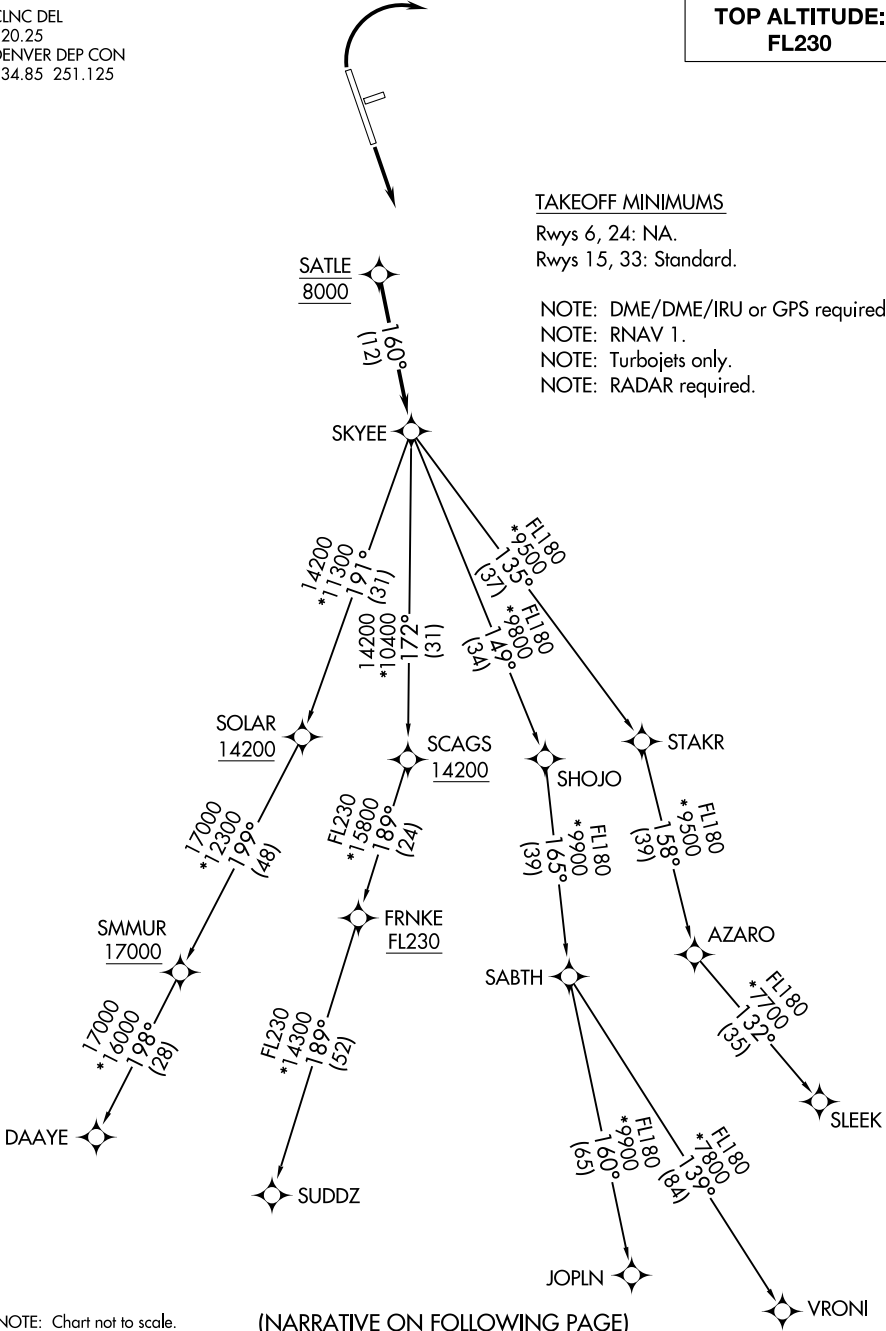 CLNC DEL
20.25
DENVER DEP CON
34.85 251.125
TOP ALTITUDE:
FL230
TAKEOFF MINIMUMS
Rwys 6, 24: NA.
Rwys 15, 33: Standard.
NOTE: DME/DME/IRU or GPS required
NOTE: RNAV 1.
NOTE: Turbojets only.
NOTE: RADAR required.
SATLE
8000
160°
(12)
SKYEE
14200
*11300
191°
(31)
14200
*10400
172°
(31)
FL180
*9800
149°
(34)
FL180
*9500
135°
(37)
SOLAR
14200
SCAGS
14200
SHOJO
STAKR
17000
*12300
199°
(48)
FL230
*15800
189°
(24)
FL180
*9900
165°
(39)
FL180
*9500
158°
(39)
SMMUR
17000
FRNKE
FL230
SABTH
AZARO
17000
*16000
198°
(28)
FL230
*14300
189°
(52)
FL180
*9900
160°
(65)
FL180
*7800
139°
(84)
FL180
*7700
132°
(35)
DAAYE
SUDDZ
JOPLN
VRONI
SLEEK
NOTE: Chart not to scale.
(NARRATIVE ON FOLLOWING PAGE)